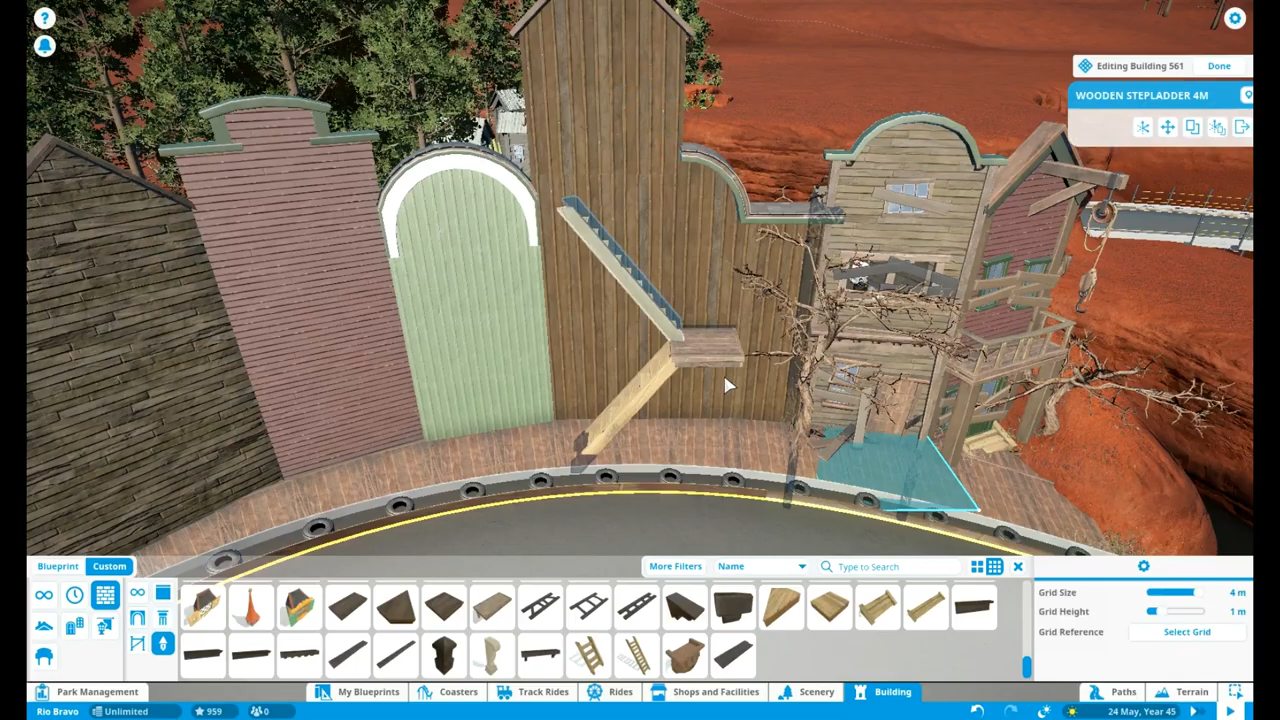 ?
Editing Building 561 Done
WOODEN STEPLADDER 4M
Blueprint Custom More Filters Name Type to Search
Grid Size 4 m
Grid Height 1 m
Grid Reference Select Grid
Park Management My Blueprints Coasters Track Rides Rides Shops and Facilities Scenery Building Paths Terrain
Rio Bravo Unlimited 959 0 24 May, Year 45